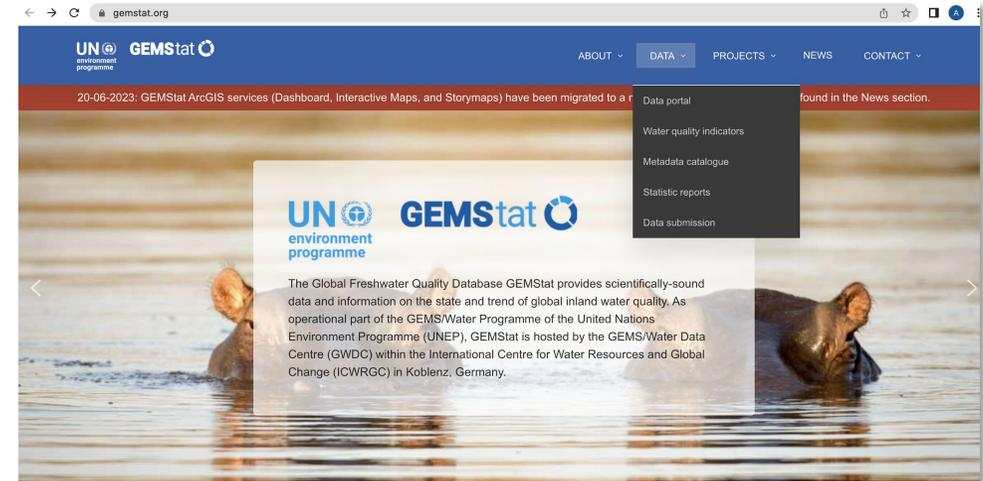 gemstat.org
A
UN environment programme GEMStat
ABOUT DATA PROJECTS NEWS CONTACT
20-06-2023: GEMStat ArcGIS services (Dashboard, Interactive Maps, and Storymaps) have been migrated to a found in the News section.
Data portal
Water quality indicators
Metadata catalogue
Statistic reports
Data submission
UN GEMStat
environment
programme
The Global Freshwater Quality Database GEMStat provides scientifically-sound
data and information on the state and trend of global inland water quality. As
operational part of the GEMS/Water Programme of the United Nations
Environment Programme (UNEP), GEMStat is hosted by the GEMS/Water Data
Centre (GWDC) within the International Centre for Water Resources and Global
Change (ICWRGC) in Koblenz, Germany.